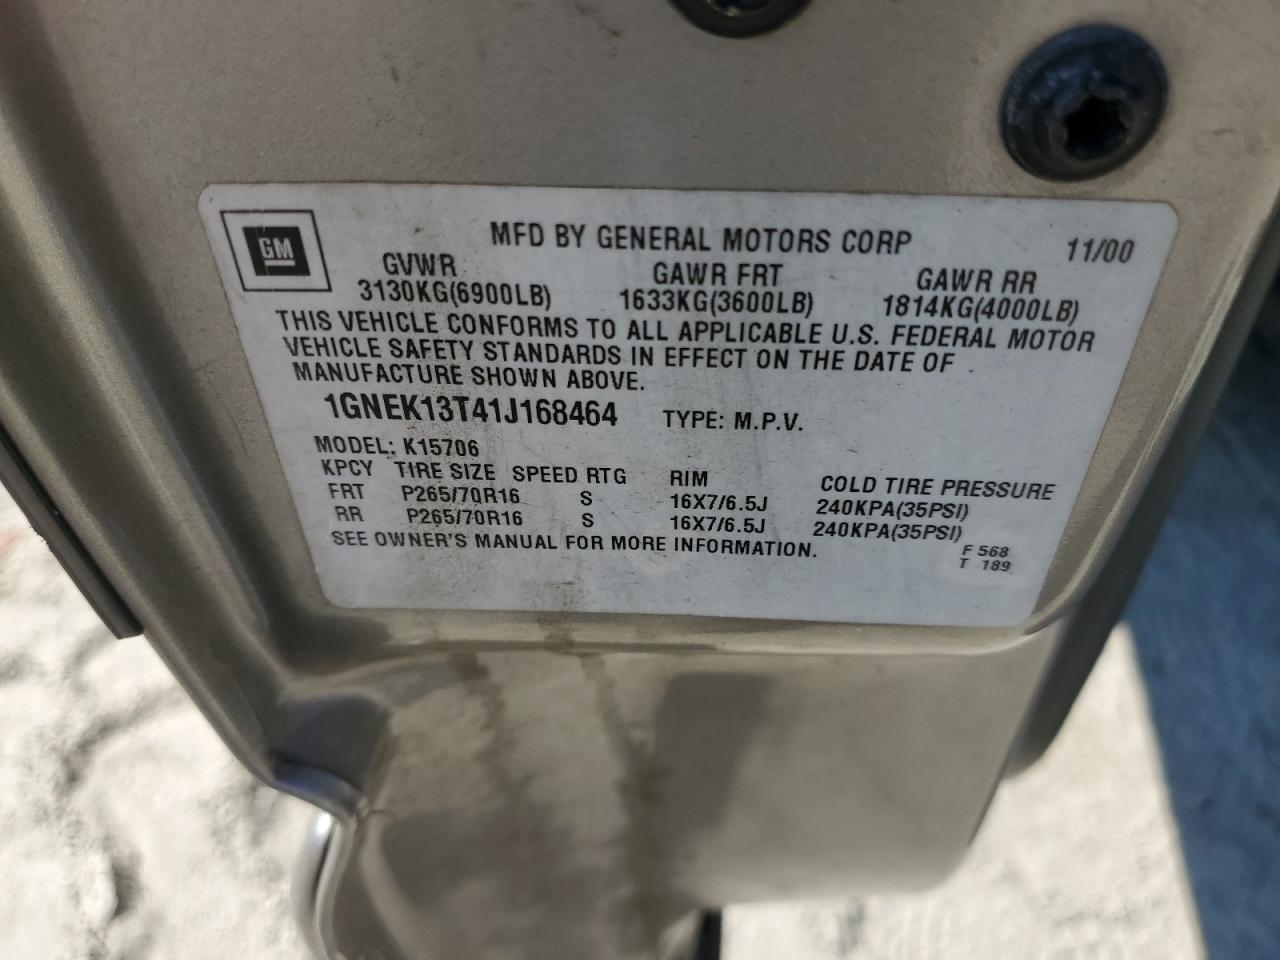 GM
MFD BY GENERAL MOTORS CORP 11/00
GVWR GAWR FRT GAWR RR
3130KG(6900LB) 1633KG(3600LB) 1814KG(4000LB)
THIS VEHICLE CONFORMS TO ALL APPLICABLE U.S. FEDERAL MOTOR
VEHICLE SAFETY STANDARDS IN EFFECT ON THE DATE OF
MANUFACTURE SHOWN ABOVE.
1GNEK13T41J168464 TYPE: M.P.V.
MODEL: K15706
KPCY TIRE SIZE SPEED RTG RIM COLD TIRE PRESSURE
FRT P265/70R16 S 16X7/6.5J 240KPA(35PSI)
RR P265/70R16 S 16X7/6.5J 240KPA(35PSI)
SEE OWNER'S MANUAL FOR MORE INFORMATION.
F 568
T 189